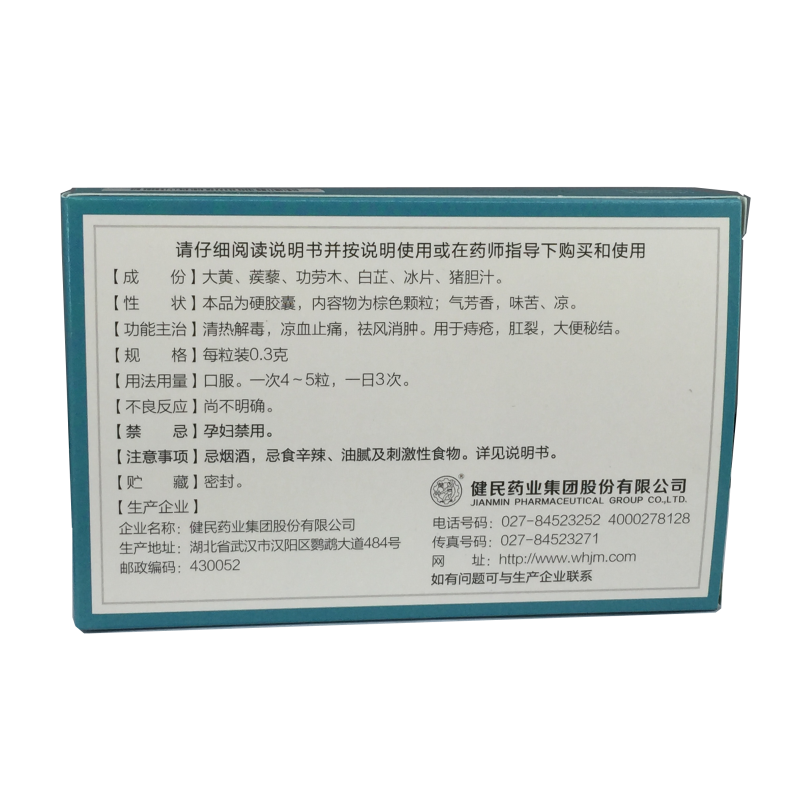 请仔细阅读说明书并按说明使用或在药师指导下购买和使用
【成 份】大黄、蒺藜、功劳木、白芷、冰片、猪胆汁。
【性 状】本品为硬胶囊，内容物为棕色颗粒；气芳香，味苦、凉。
【功能主治】清热解毒，凉血止痛，祛风消肿。用于痔疮，肛裂，大便秘结。
【规 格】每粒装0.3克
【用法用量】口服。一次4～5粒，一日3次。
【不良反应】尚不明确。
【禁 忌】孕妇禁用。
【注意事项】忌烟酒，忌食辛辣、油腻及刺激性食物。详见说明书。
【贮 藏】密封。
【生产企业】
企业名称：健民药业集团股份有限公司
生产地址：湖北省武汉市汉阳区鹦鹉大道484号
邮政编码：430052
健民药业集团股份有限公司
JIANMIN PHARMACEUTICAL GROUP CO.,LTD.
电话号码：027-84523252 4000278128
传真号码：027-84523271
网 址：http://www.whjm.com
如有问题可与生产企业联系